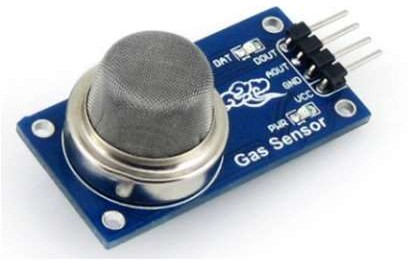 DAT
DOUT
AOUT
GND
VCC
PWR
Gas Sensor